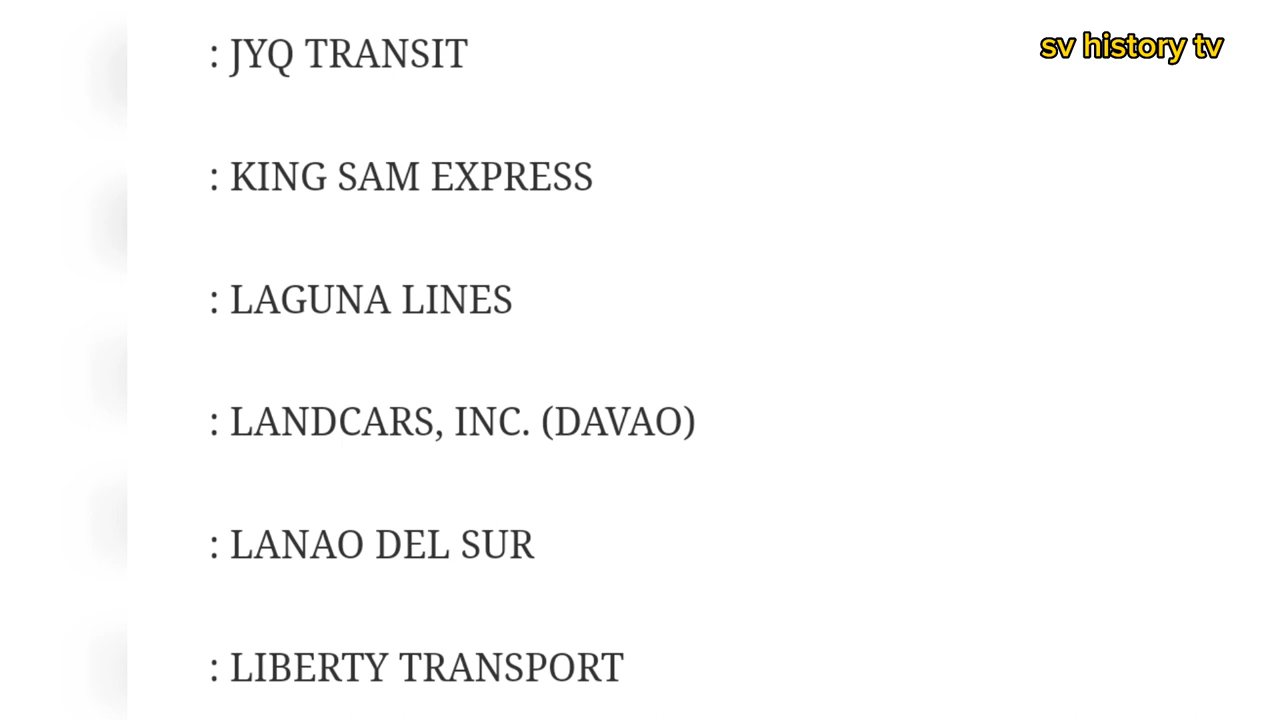 : JYQ TRANSIT
sv history tv
: KING SAM EXPRESS
: LAGUNA LINES
: LANDCARS, INC. (DAVAO)
: LANAO DEL SUR
: LIBERTY TRANSPORT